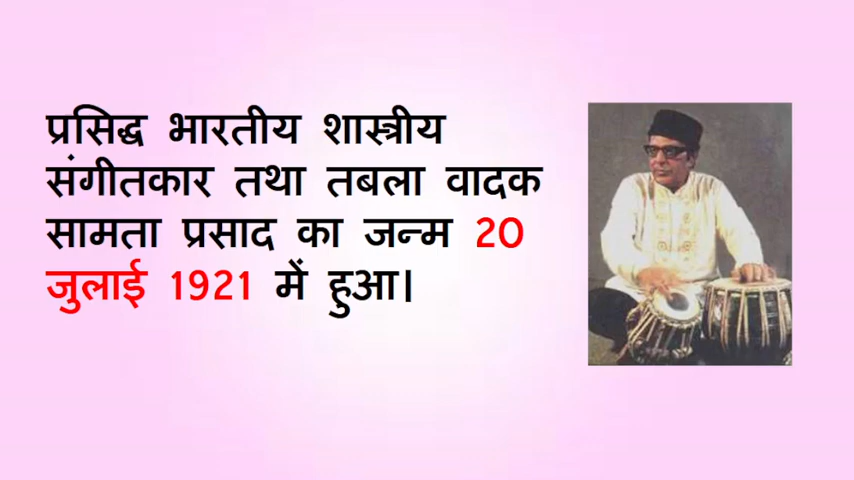 प्रसिद्ध भारतीय शास्त्रीय
संगीतकार तथा तबला वादक
सामता प्रसाद का जन्म 20
जुलाई 1921 में हुआ।